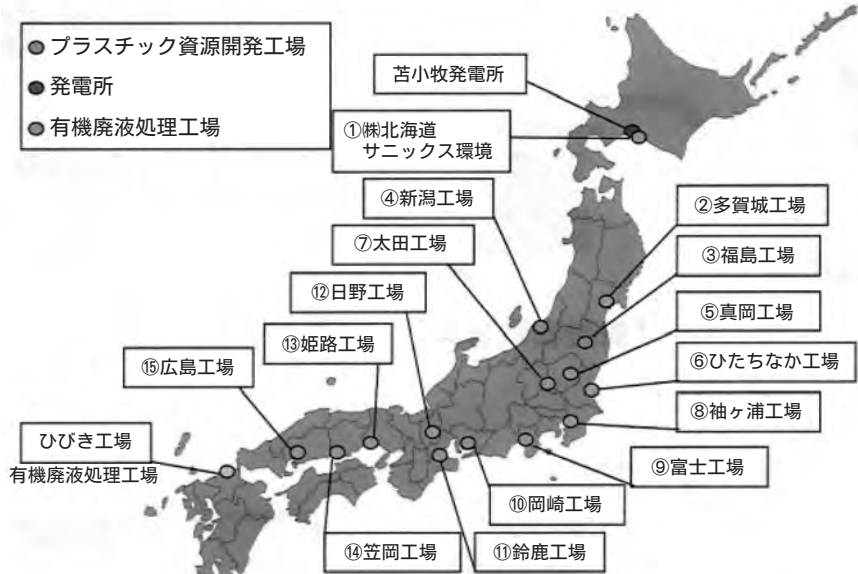 プラスチック資源開発工場
発電所
有機廃液処理工場
苫小牧発電所
①㈱北海道
サニックス環境
④新潟工場
②多賀城工場
⑦太田工場
③福島工場
⑫日野工場
⑤真岡工場
⑬姫路工場
⑥ひたちなか工場
⑮広島工場
⑧袖ヶ浦工場
ひびき工場
有機廃液処理工場
⑨富士工場
⑩岡崎工場
⑭笠岡工場
⑪鈴鹿工場